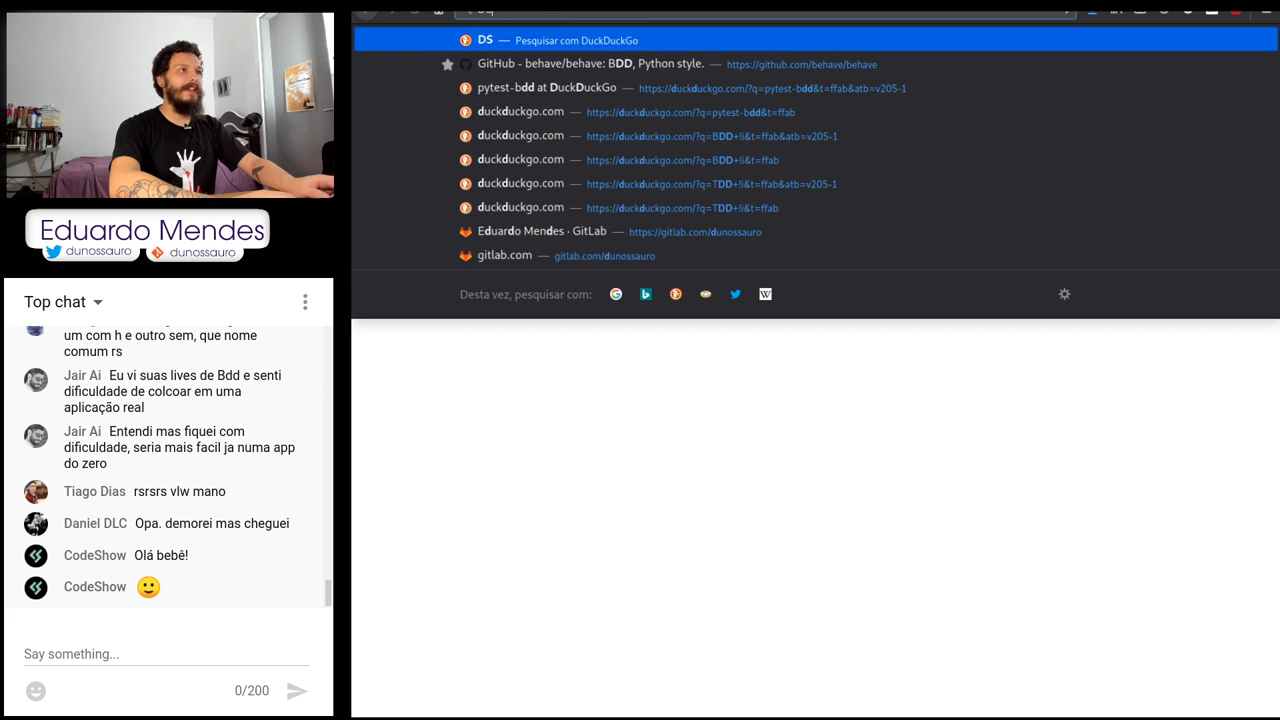 DS — Pesquisar com DuckDuckGo
GitHub - behave/behave: BDD, Python style. — https://github.com/behave/behave
pytest-bdd at DuckDuckGo — https://duckduckgo.com/?q=pytest-bdd&t=ffab&atb=v205-1
duckduckgo.com — https://duckduckgo.com/?q=pytest-bdd&t=ffab
duckduckgo.com — https://duckduckgo.com/?q=BDD+!i&t=ffab&atb=v205-1
duckduckgo.com — https://duckduckgo.com/?q=BDD+!i&t=ffab
duckduckgo.com — https://duckduckgo.com/?q=TDD+!i&t=ffab&atb=v205-1
duckduckgo.com — https://duckduckgo.com/?q=TDD+!i&t=ffab
Eduardo Mendes · GitLab — https://gitlab.com/dunossauro
gitlab.com — gitlab.com/dunossauro
Desta vez, pesquisar com:
Eduardo Mendes
dunossauro dunossauro
Top chat
um com h e outro sem, que nome
comum rs
Jair Ai Eu vi suas lives de Bdd e senti
dificuldade de colcoar em uma
aplicação real
Jair Ai Entendi mas fiquei com
dificuldade, seria mais facil ja numa app
do zero
Tiago Dias rsrsrs vlw mano
Daniel DLC Opa. demorei mas cheguei
CodeShow Olá bebê!
CodeShow 🙂
Say something...
0/200